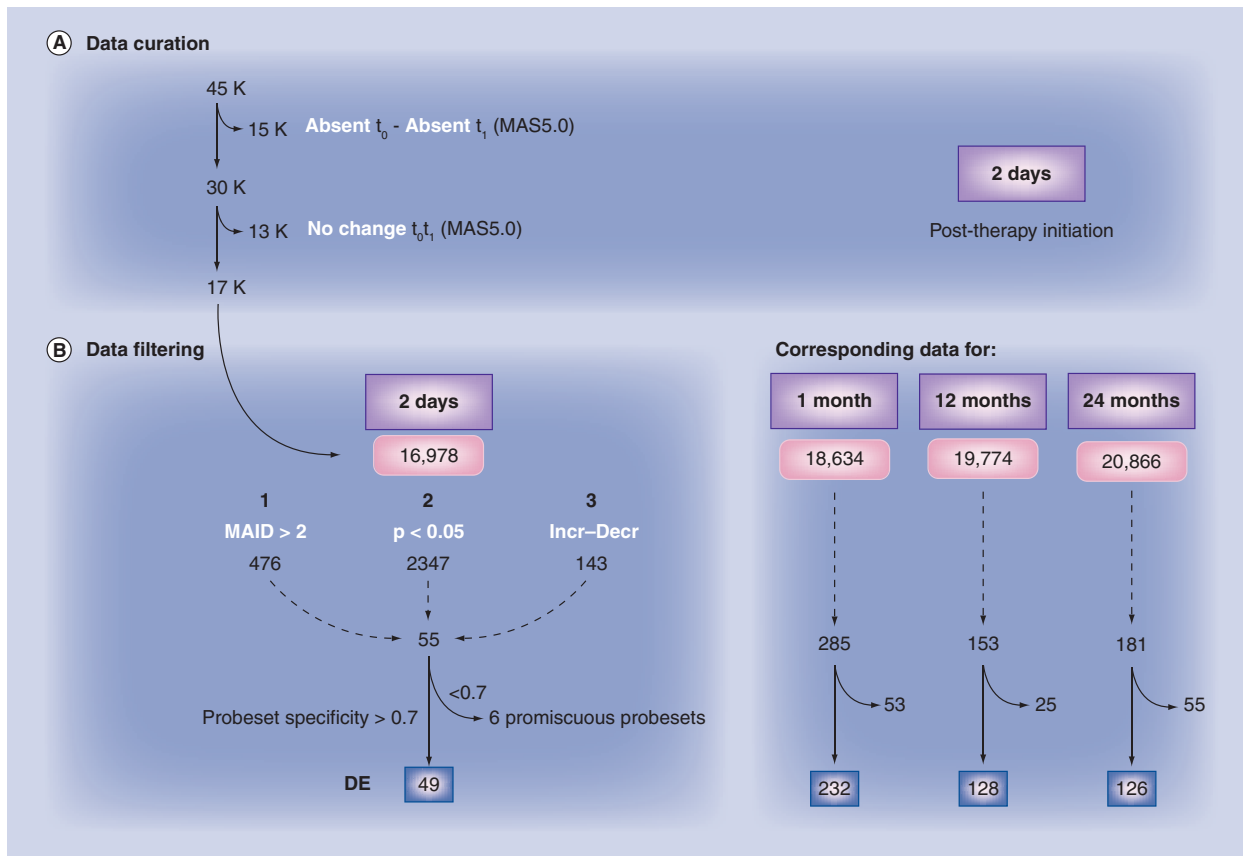 A Data curation
45 K
15 K Absent t0 - Absent t1 (MAS5.0)
30 K
13 K No change t0t1 (MAS5.0)
17 K
2 days
Post-therapy initiation
B Data filtering
2 days
16,978
1 2 3
MAID > 2 p < 0.05 Incr–Decr
476 2347 143
55
<0.7
Probeset specificity > 0.7 6 promiscuous probesets
DE 49
Corresponding data for:
1 month 12 months 24 months
18,634 19,774 20,866
285 153 181
53 25 55
232 128 126